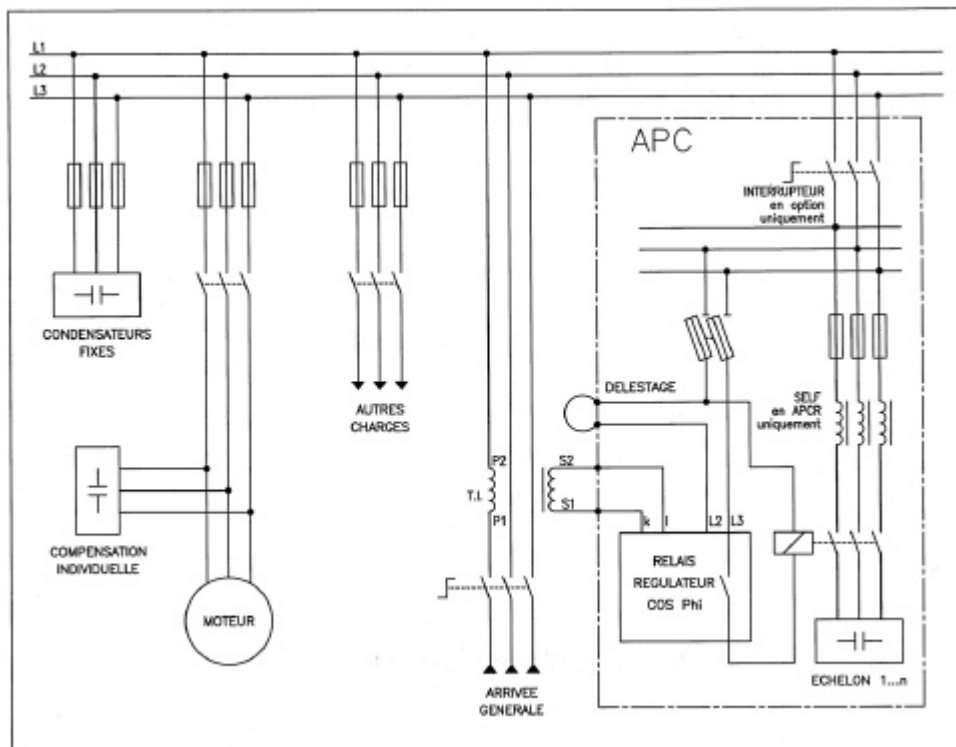 L1
L2
L3
APC
INTERRUPTEUR
en option
uniquement
CONDENSATEURS
FIXES
DELESTAGE
SELF
en APCR
uniquement
AUTRES
CHARGES
P2
S2
T.I.
S1
P1
k l L2 L3
COMPENSATION
INDIVIDUELLE
RELAIS
REGULATEUR
COS Phi
MOTEUR
ECHELON 1...n
ARRIVEE
GENERALE